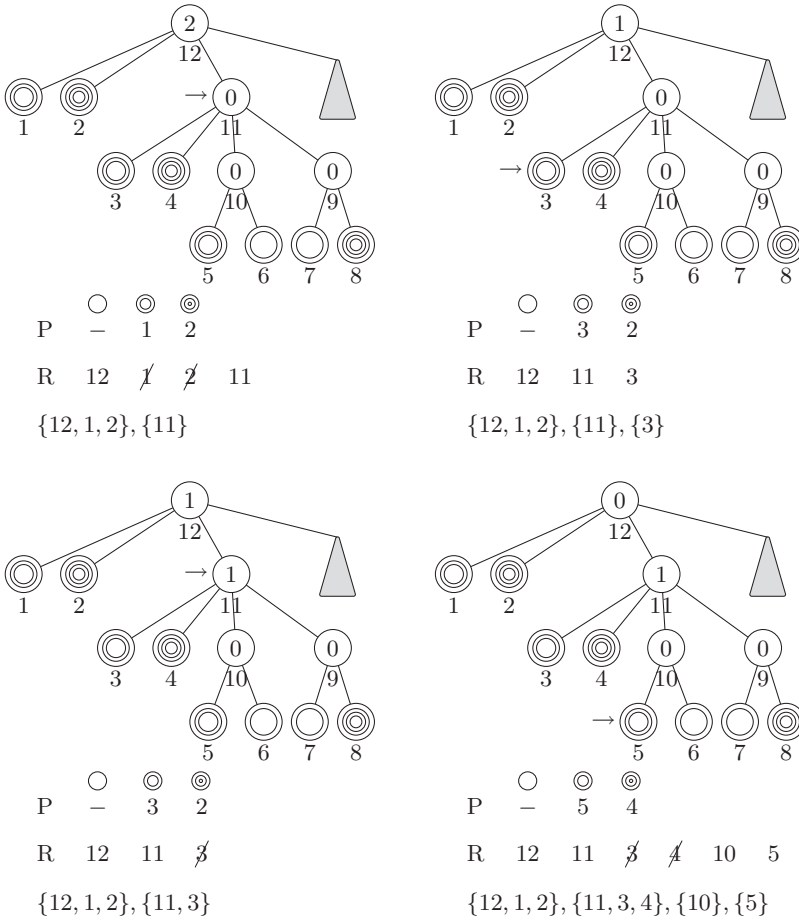 2
12
1 2
→ 0
11
3 4
0 0
10 9
5 6 7 8
P − 1 2
R 12 1 2 11
{12, 1, 2}, {11}
1
12
1 2
0
11
→
3 4
0 0
10 9
5 6 7 8
P − 3 2
R 12 11 3
{12, 1, 2}, {11}, {3}
1
12
1 2
→ 1
11
3 4
0 0
10 9
5 6 7 8
P − 3 2
R 12 11 3
{12, 1, 2}, {11, 3}
0
12
1 2
1
11
3 4
0 0
10 9
→
5 6 7 8
P − 5 4
R 12 11 3 4 10 5
{12, 1, 2}, {11, 3, 4}, {10}, {5}